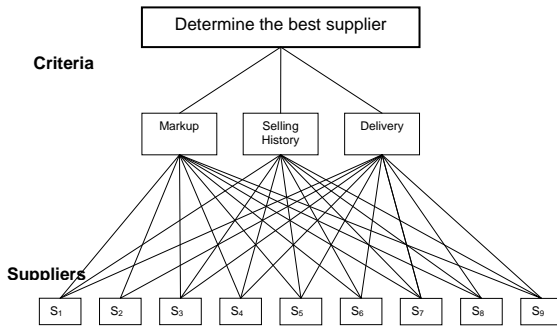 Determine the best supplier
Criteria
Markup
Selling
History
Delivery
Suppliers
S₁ S₂ S₃ S₄ S₅ S₆ S₇ S₈ S₉